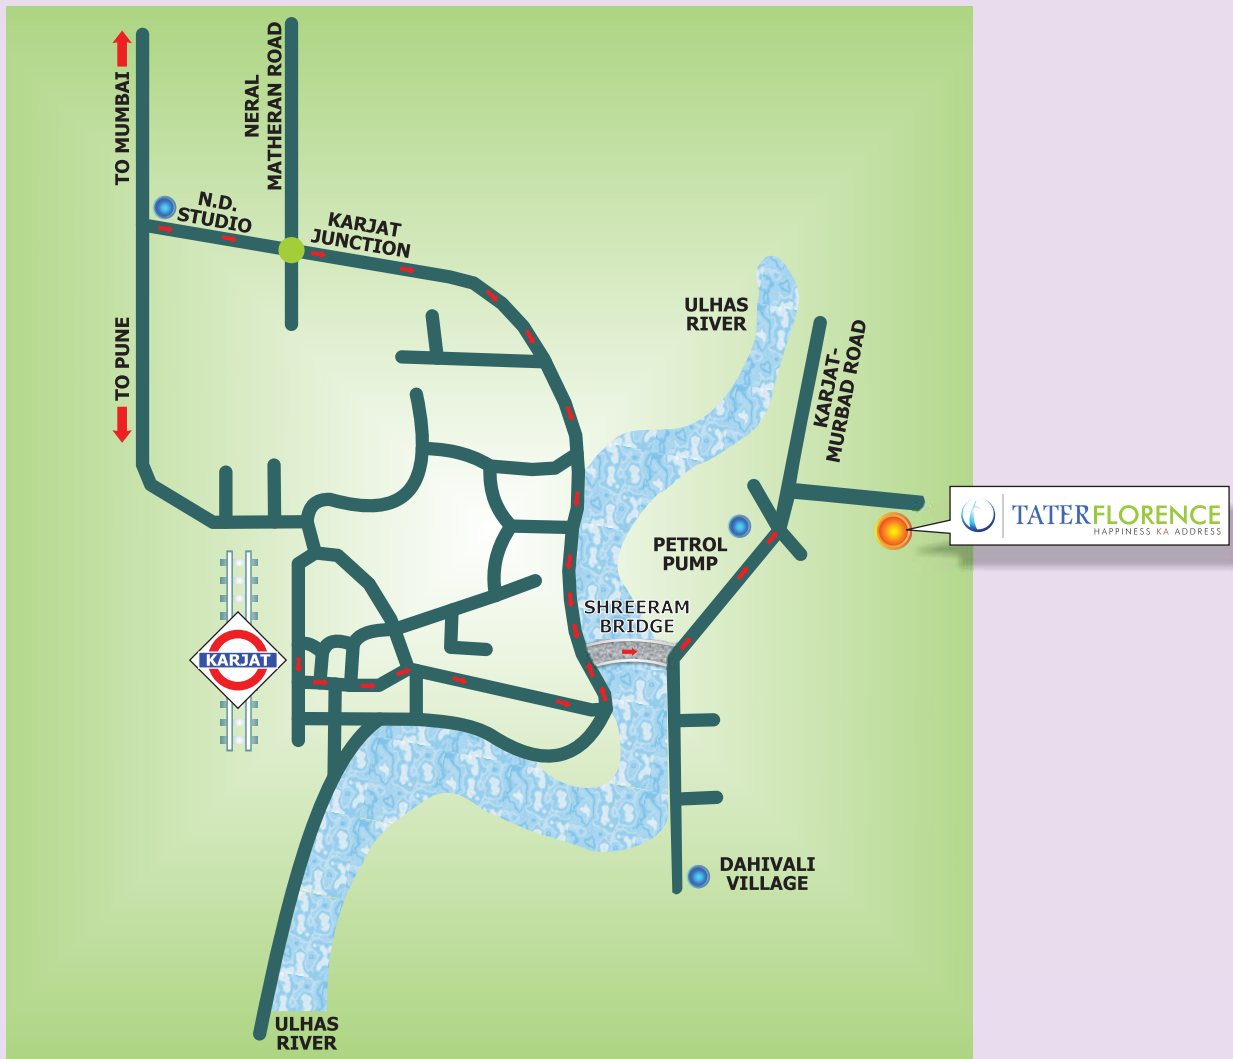 TO MUMBAI
NERAL
MATHERAN ROAD
N.D.
STUDIO
KARJAT
JUNCTION
TO PUNE
ULHAS
RIVER
KARJAT-
MURBAD ROAD
TATERFLORENCE
HAPPINESS KA ADDRESS
PETROL
PUMP
SHREERAM
BRIDGE
KARJAT
DAHIVALI
VILLAGE
ULHAS
RIVER